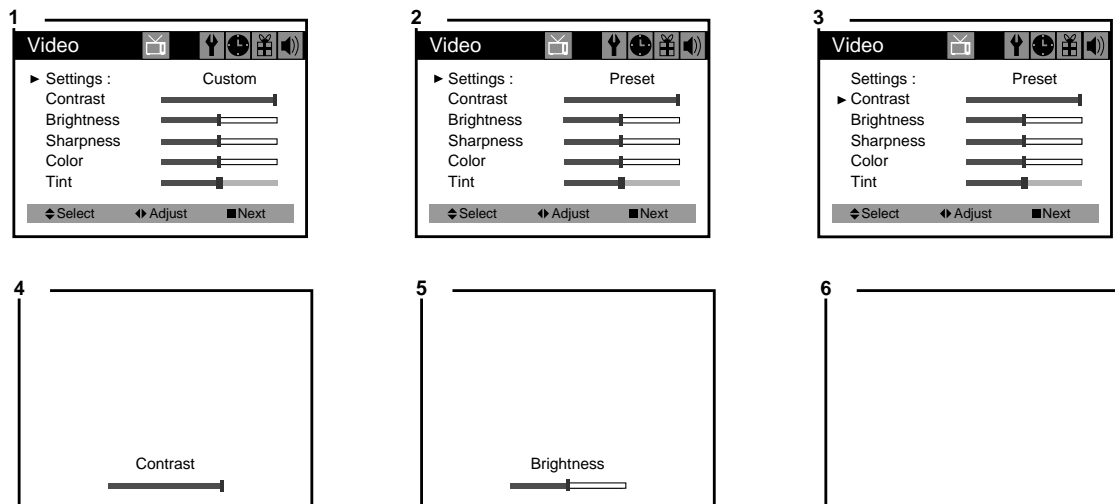 1
Video
► Settings : Custom
Contrast
Brightness
Sharpness
Color
Tint
Select Adjust Next
2
Video
► Settings : Preset
Contrast
Brightness
Sharpness
Color
Tint
Select Adjust Next
3
Video
Settings : Preset
► Contrast
Brightness
Sharpness
Color
Tint
Select Adjust Next
4
Contrast
5
Brightness
6